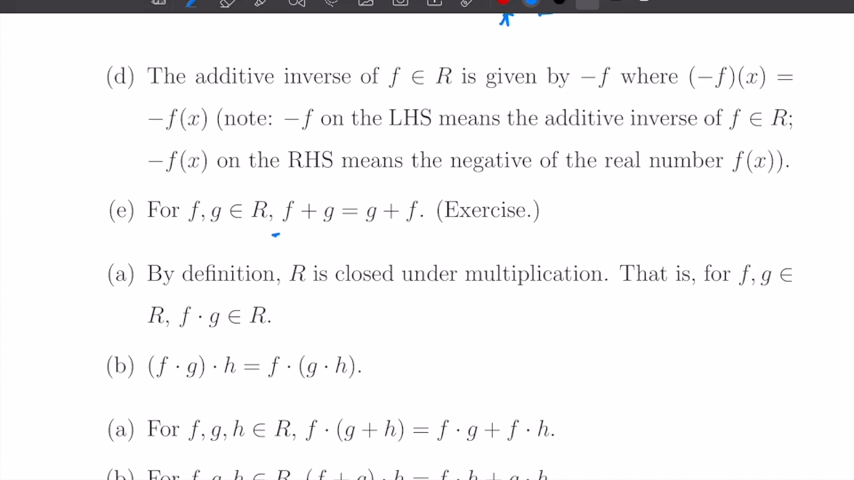 (d) The additive inverse of f ∈ R is given by −f where (−f)(x) =
−f(x) (note: −f on the LHS means the additive inverse of f ∈ R;
−f(x) on the RHS means the negative of the real number f(x)).
(e) For f, g ∈ R, f + g = g + f. (Exercise.)
(a) By definition, R is closed under multiplication. That is, for f, g ∈
R, f · g ∈ R.
(b) (f · g) · h = f · (g · h).
(a) For f, g, h ∈ R, f · (g + h) = f · g + f · h.
(b) For f, g, h ∈ R, (f + g) · h = f · h + g · h